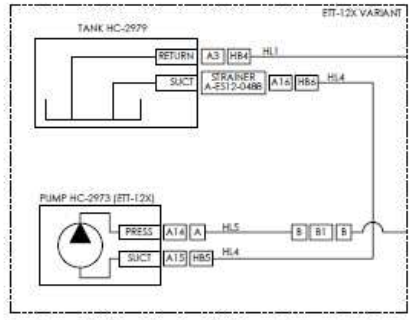 ETT-12X VARIANT
TANK HC-2979
RETURN A3 HB4 HL1
SUCT STRAINER A-ES12-0488 A16 HB6 HL4
PUMP HC-2973 (ETT-12X)
PRESS A14 A HL5 B B1 B
SUCT A15 HB5 HL4